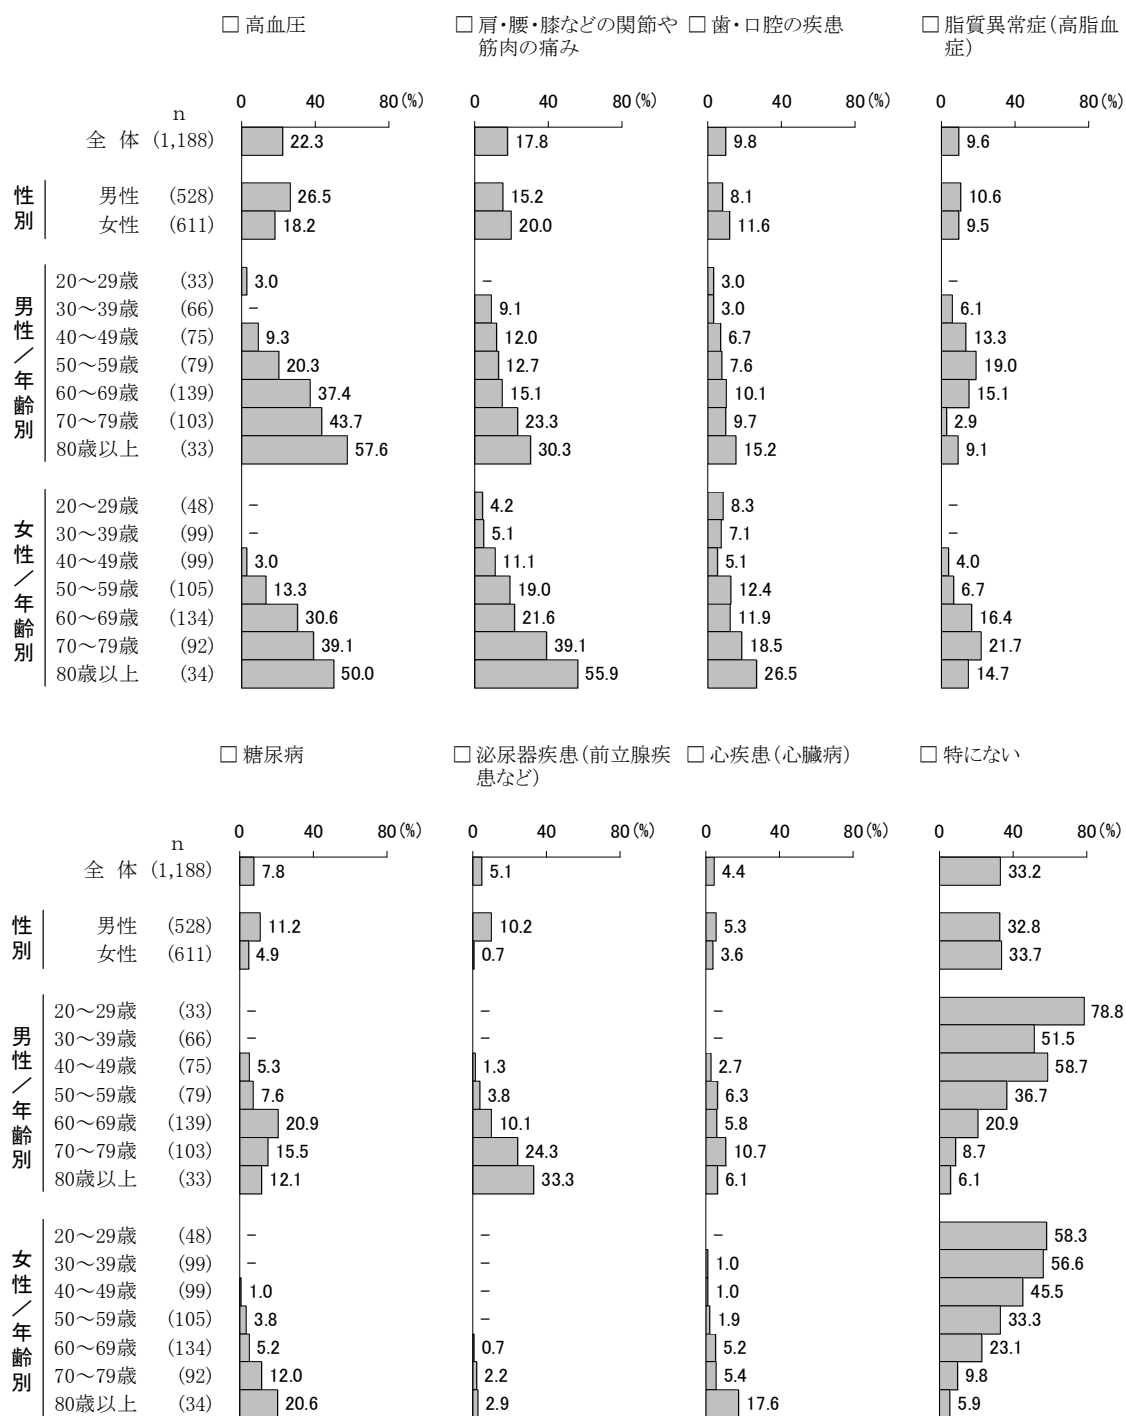 □ 高血圧 □ 肩・腰・膝などの関節や □ 歯・口腔の疾患 □ 脂質異常症(高脂血
筋肉の痛み 症)
0 40 80(%) 0 40 80(%) 0 40 80(%) 0 40 80(%)
n
全 体 (1,188) 22.3 17.8 9.8 9.6
性別
男性 (528) 26.5 15.2 8.1 10.6
女性 (611) 18.2 20.0 11.6 9.5
男性/年齢別
20~29歳 (33) 3.0 - 3.0 -
30~39歳 (66) - 9.1 3.0 6.1
40~49歳 (75) 9.3 12.0 6.7 13.3
50~59歳 (79) 20.3 12.7 7.6 19.0
60~69歳 (139) 37.4 15.1 10.1 15.1
70~79歳 (103) 43.7 23.3 9.7 2.9
80歳以上 (33) 57.6 30.3 15.2 9.1
女性/年齢別
20~29歳 (48) - 4.2 8.3 -
30~39歳 (99) - 5.1 7.1 -
40~49歳 (99) 3.0 11.1 5.1 4.0
50~59歳 (105) 13.3 19.0 12.4 6.7
60~69歳 (134) 30.6 21.6 11.9 16.4
70~79歳 (92) 39.1 39.1 18.5 21.7
80歳以上 (34) 50.0 55.9 26.5 14.7
□ 糖尿病 □ 泌尿器疾患(前立腺疾 □ 心疾患(心臓病) □ 特にない
患など)
0 40 80(%) 0 40 80(%) 0 40 80(%) 0 40 80(%)
n
全 体 (1,188) 7.8 5.1 4.4 33.2
性別
男性 (528) 11.2 10.2 5.3 32.8
女性 (611) 4.9 0.7 3.6 33.7
男性/年齢別
20~29歳 (33) - - - 78.8
30~39歳 (66) - - - 51.5
40~49歳 (75) 5.3 1.3 2.7 58.7
50~59歳 (79) 7.6 3.8 6.3 36.7
60~69歳 (139) 20.9 10.1 5.8 20.9
70~79歳 (103) 15.5 24.3 10.7 8.7
80歳以上 (33) 12.1 33.3 6.1 6.1
女性/年齢別
20~29歳 (48) - - - 58.3
30~39歳 (99) - - 1.0 56.6
40~49歳 (99) 1.0 - 1.0 45.5
50~59歳 (105) 3.8 - 1.9 33.3
60~69歳 (134) 5.2 0.7 5.2 23.1
70~79歳 (92) 12.0 2.2 5.4 9.8
80歳以上 (34) 20.6 2.9 17.6 5.9